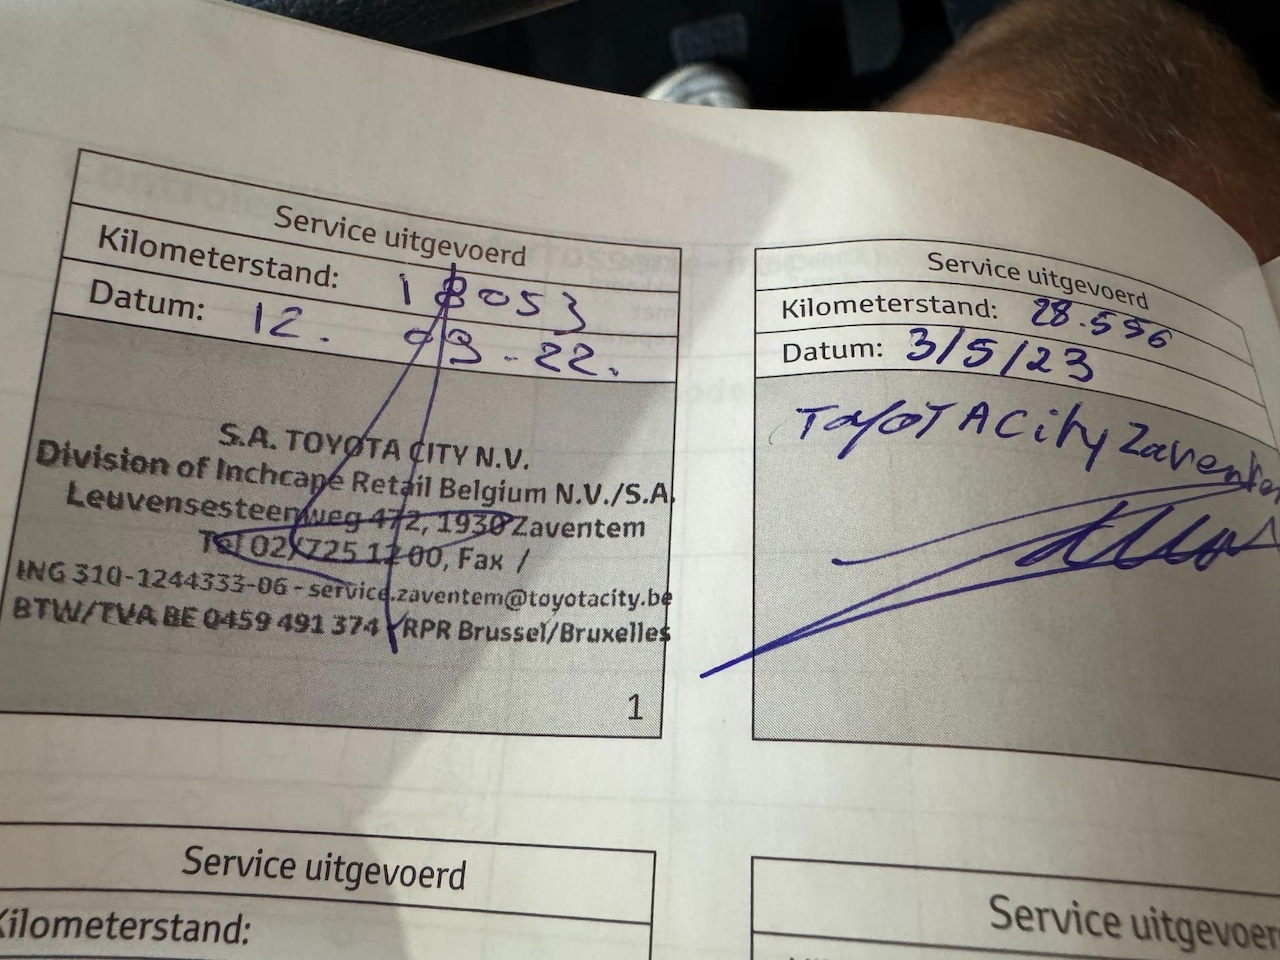 Service uitgevoerd
Kilometerstand: 18053
Datum: 12. 09-22.
S.A. TOYOTA CITY N.V.
Division of Inchcape Retail Belgium N.V./S.A.
Leuvensesteenweg 472, 1930 Zaventem
Tel 02/725 12 00, Fax /
ING 310-1244333-06 - service.zaventem@toyotacity.be
BTW/TVA BE 0459 491 374 RPR Brussel/Bruxelles
1
Service uitgevoerd
Kilometerstand: 28.556
Datum: 3/5/23
TOYOTA City Zaventem
Service uitgevoerd
Kilometerstand:
Service uitgevoer